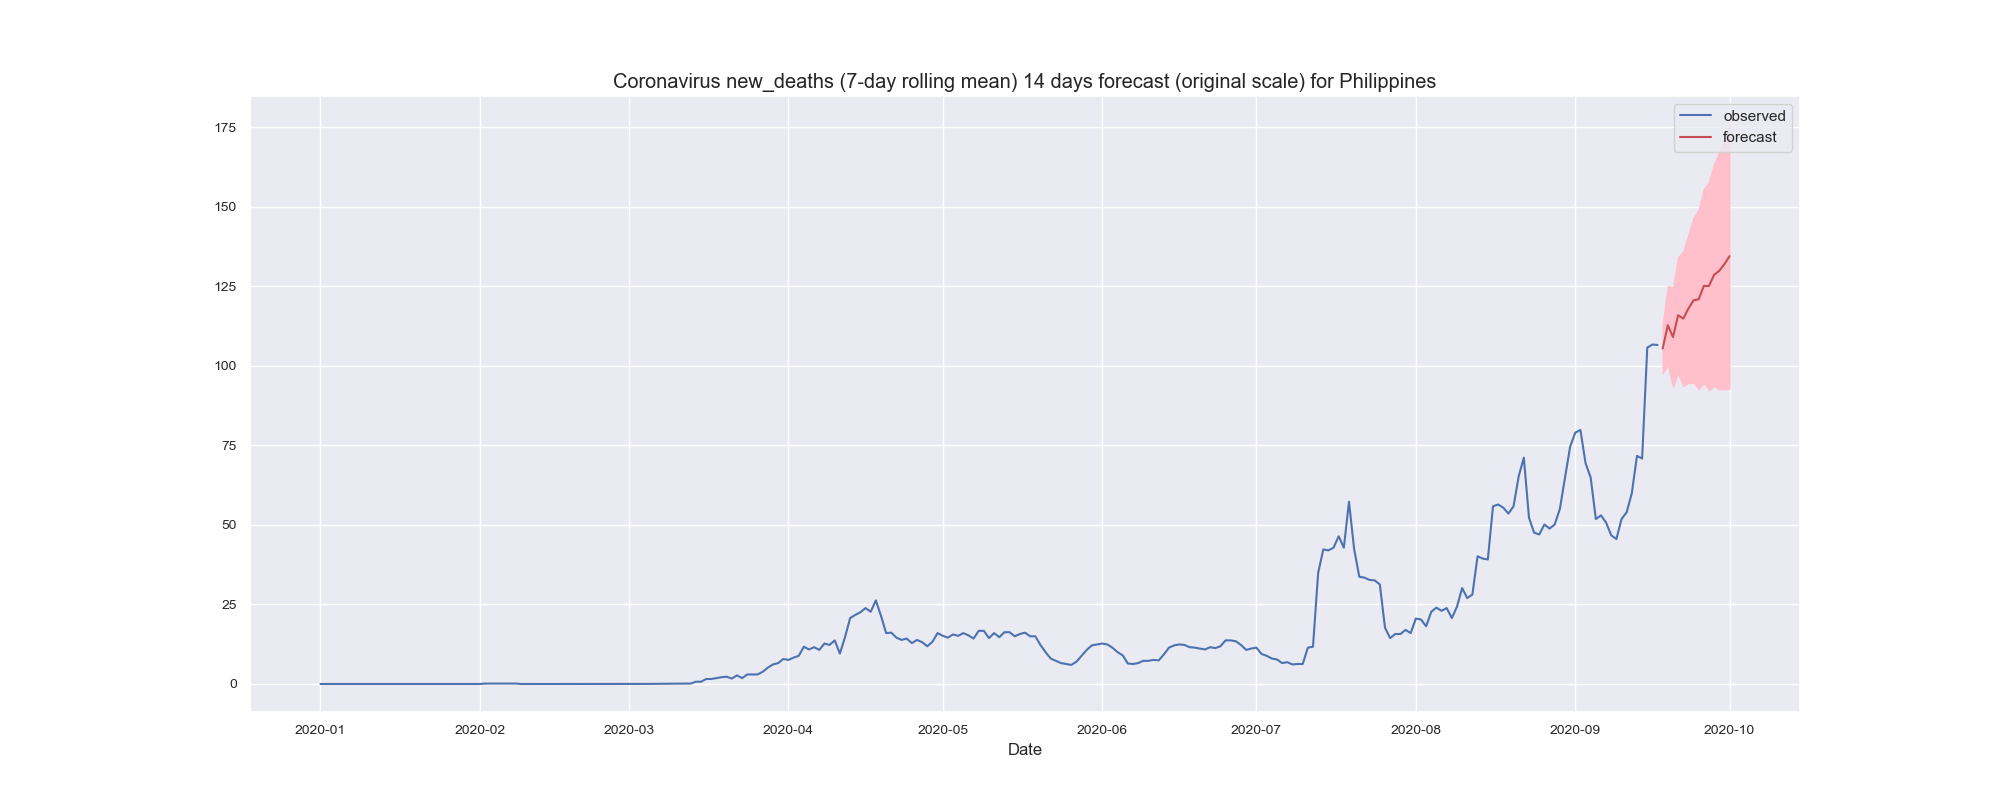 Coronavirus new_deaths (7-day rolling mean) 14 days forecast (original scale) for Philippines
observed
forecast
175
150
125
100
75
50
25
0
2020-01 2020-02 2020-03 2020-04 2020-05 2020-06 2020-07 2020-08 2020-09 2020-10
Date